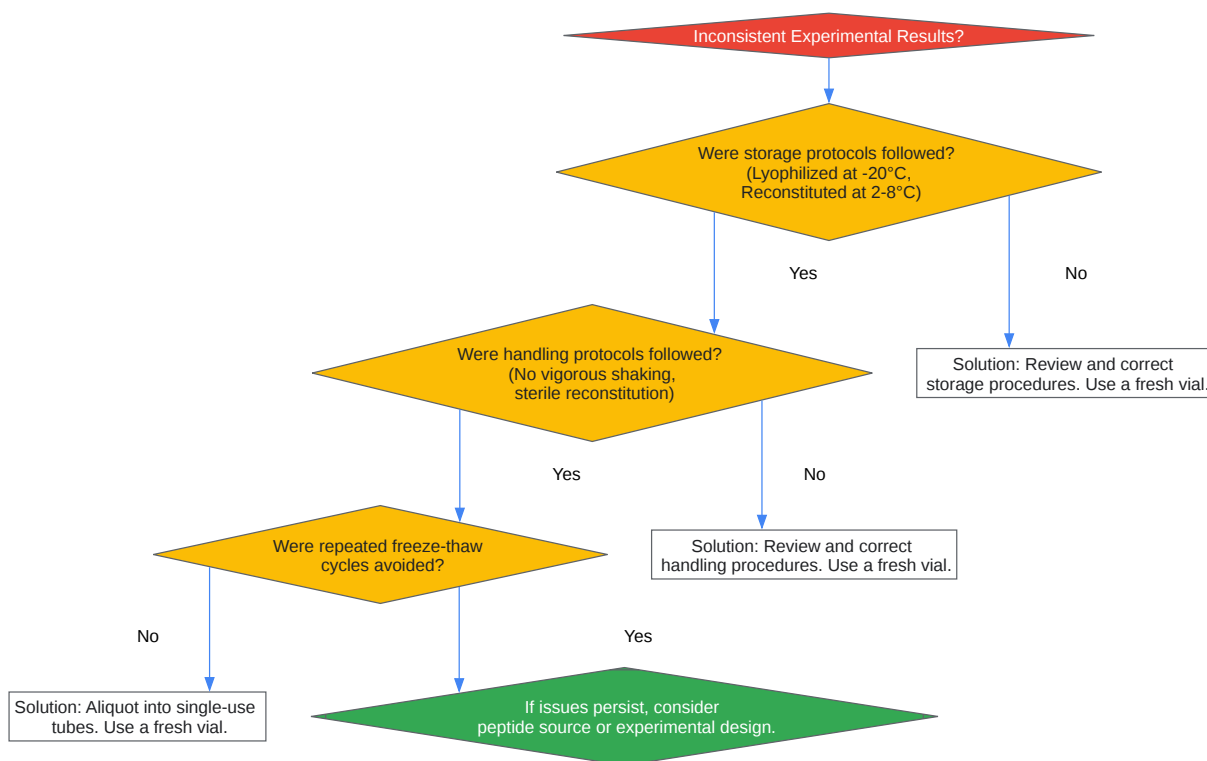 Inconsistent Experimental Results?
Were storage protocols followed?
(Lyophilized at -20°C,
Reconstituted at 2-8°C)
Yes
No
Were handling protocols followed?
(No vigorous shaking,
sterile reconstitution)
Solution: Review and correct
storage procedures. Use a fresh vial.
Yes
No
Were repeated freeze-thaw
cycles avoided?
Solution: Review and correct
handling procedures. Use a fresh vial.
No
Yes
Solution: Aliquot into single-use
tubes. Use a fresh vial.
If issues persist, consider
peptide source or experimental design.